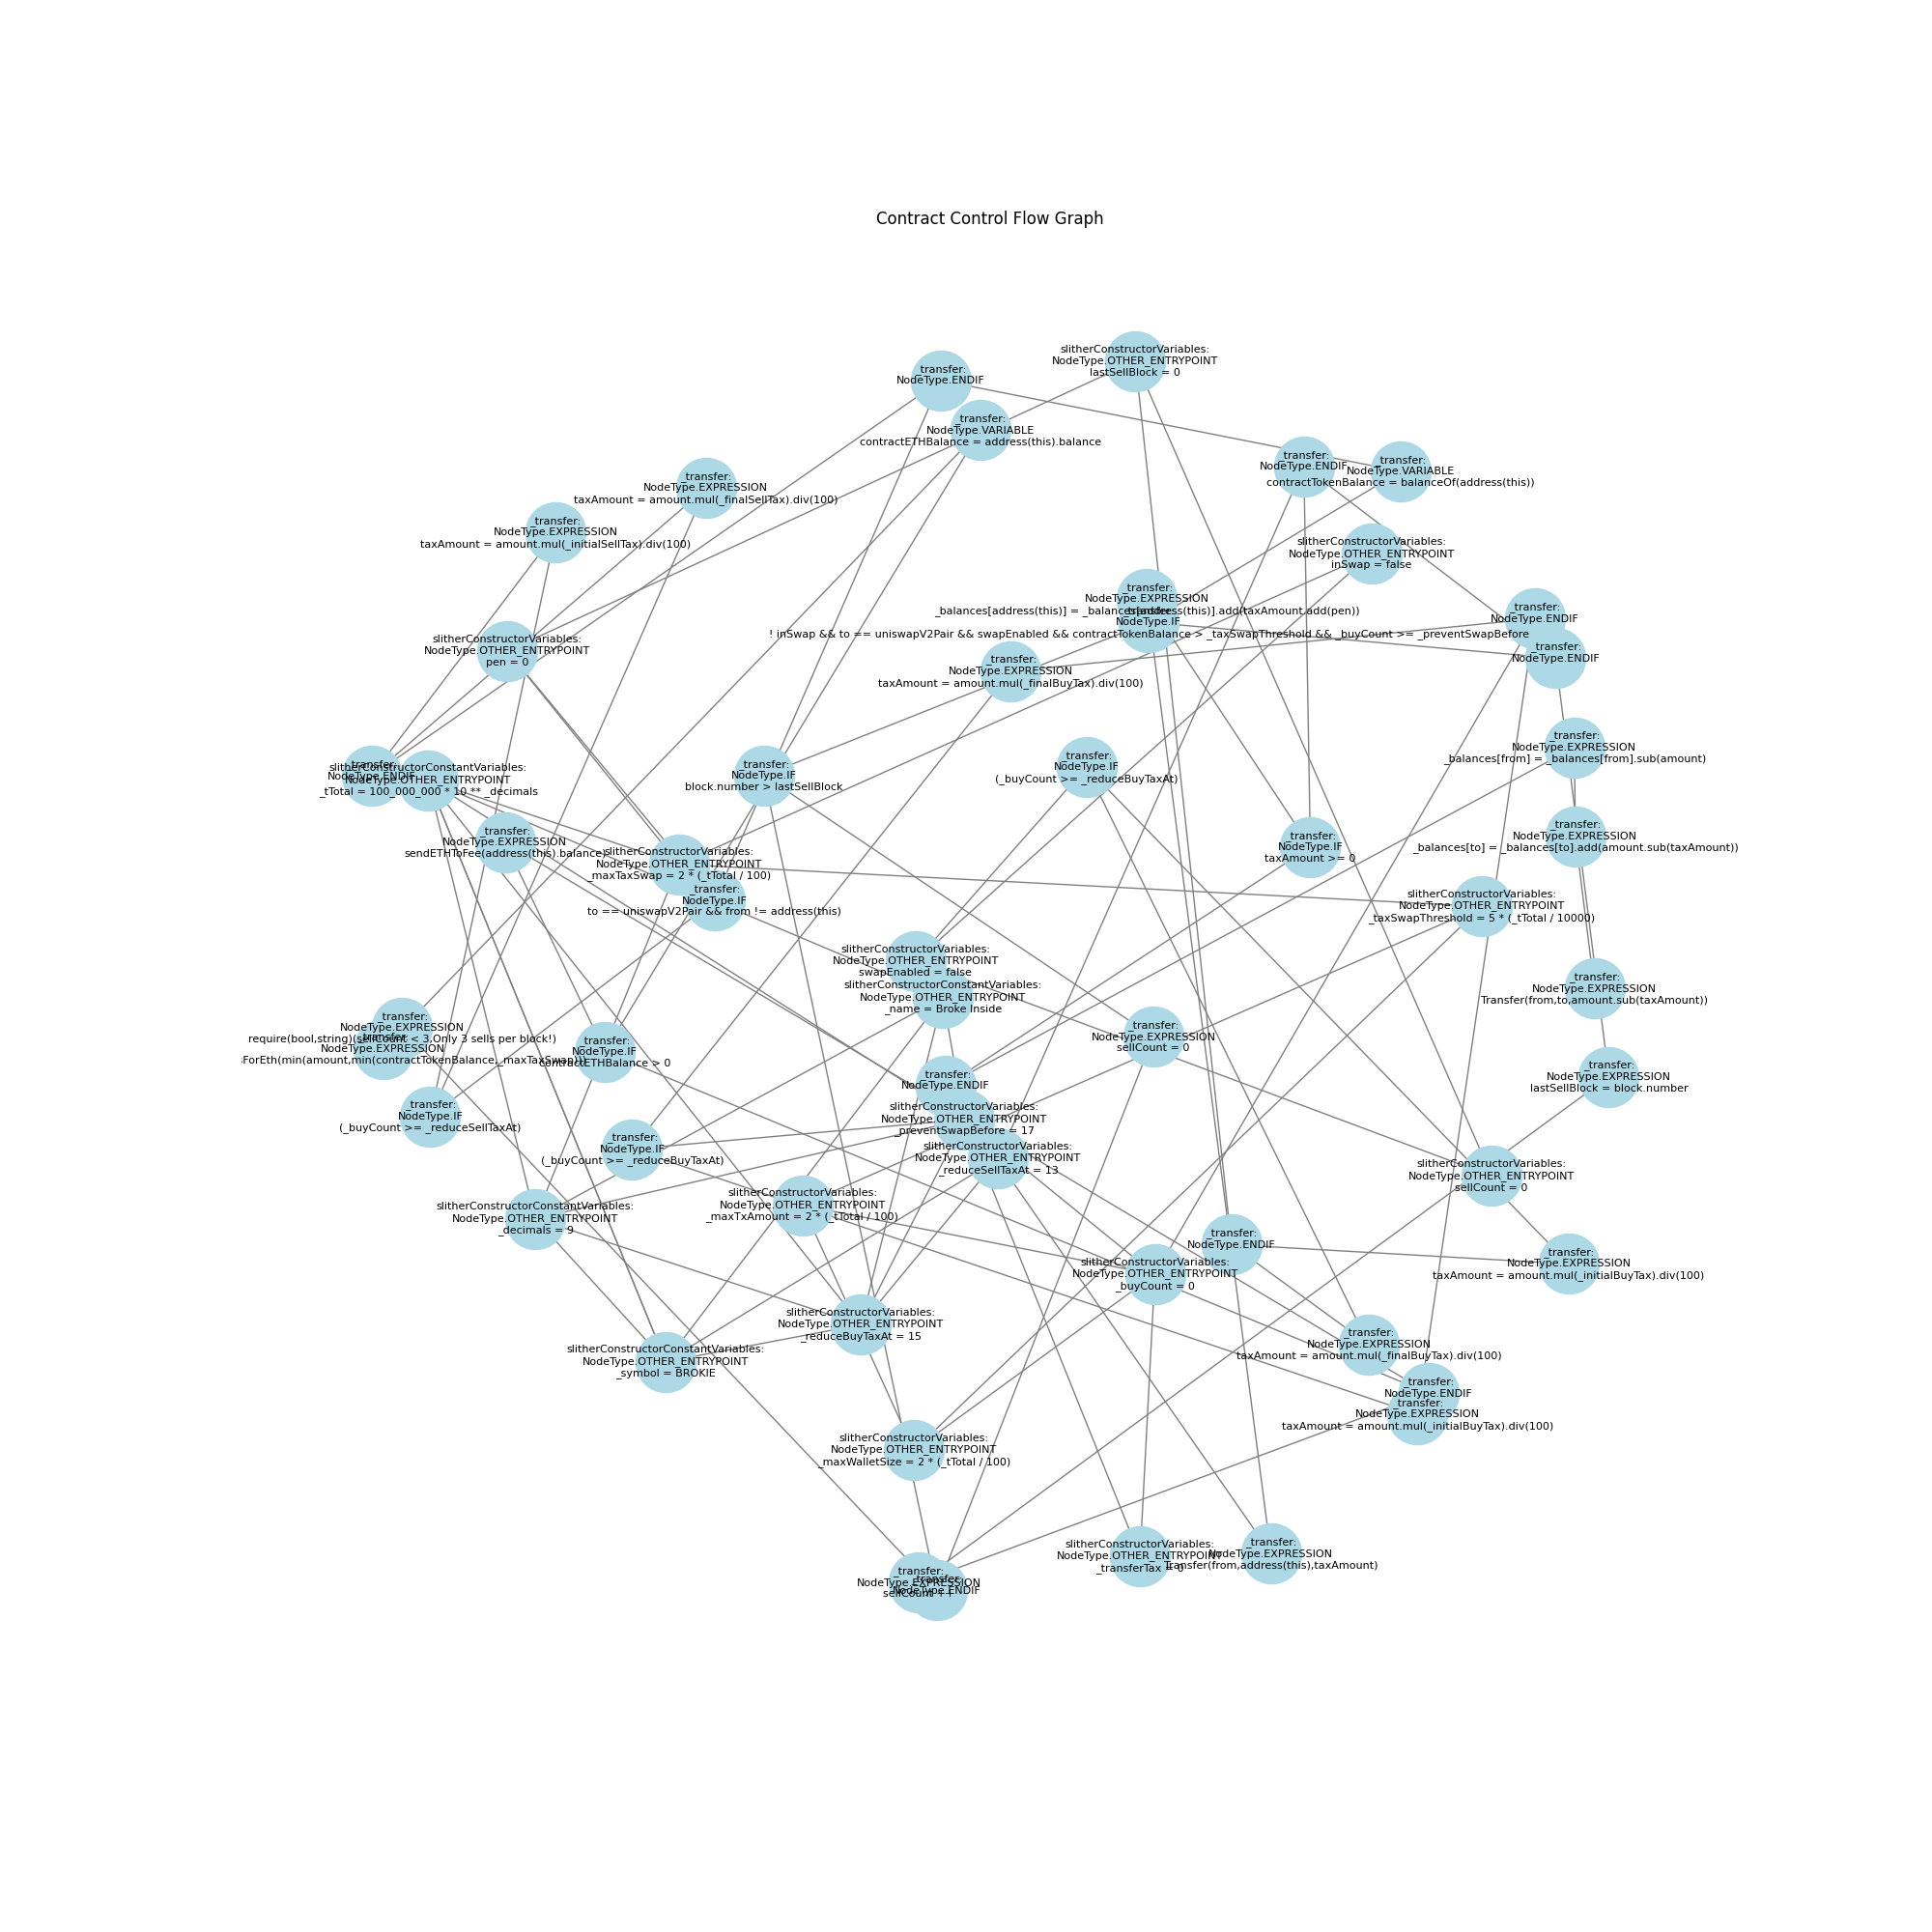 Contract Control Flow Graph
slitherConstructorVariables:
NodeType.OTHER_ENTRYPOINT
lastSellBlock = 0
_transfer:
NodeType.ENDIF
_transfer:
NodeType.VARIABLE
contractETHBalance = address(this).balance
_transfer:
NodeType.ENDIF
_transfer:
NodeType.VARIABLE
contractTokenBalance = balanceOf(address(this))
_transfer:
NodeType.EXPRESSION
taxAmount = amount.mul(_finalSellTax).div(100)
_transfer:
NodeType.EXPRESSION
taxAmount = amount.mul(_initialSellTax).div(100)
slitherConstructorVariables:
NodeType.OTHER_ENTRYPOINT
inSwap = false
_transfer:
NodeType.EXPRESSION
_balances[address(this)] = _balances[address(this)].add(taxAmount.add(pen))
_transfer:
NodeType.IF
! inSwap && to == uniswapV2Pair && swapEnabled && contractTokenBalance > _taxSwapThreshold && _buyCount >= _preventSwapBefore
_transfer:
NodeType.ENDIF
_transfer:
NodeType.ENDIF
slitherConstructorVariables:
NodeType.OTHER_ENTRYPOINT
pen = 0
_transfer:
NodeType.EXPRESSION
taxAmount = amount.mul(_finalBuyTax).div(100)
_transfer:
NodeType.EXPRESSION
_balances[from] = _balances[from].sub(amount)
_transfer:
NodeType.ENDIF
slitherConstructorConstantVariables:
NodeType.OTHER_ENTRYPOINT
_tTotal = 100_000_000 * 10 ** _decimals
_transfer:
NodeType.IF
block.number > lastSellBlock
_transfer:
NodeType.IF
(_buyCount >= _reduceBuyTaxAt)
_transfer:
NodeType.EXPRESSION
sendETHToFee(address(this).balance)
_transfer:
NodeType.IF
taxAmount >= 0
_transfer:
NodeType.EXPRESSION
_balances[to] = _balances[to].add(amount.sub(taxAmount))
slitherConstructorVariables:
NodeType.OTHER_ENTRYPOINT
_maxTaxSwap = 2 * (_tTotal / 100)
_transfer:
NodeType.IF
to == uniswapV2Pair && from != address(this)
slitherConstructorVariables:
NodeType.OTHER_ENTRYPOINT
_taxSwapThreshold = 5 * (_tTotal / 10000)
slitherConstructorVariables:
NodeType.OTHER_ENTRYPOINT
swapEnabled = false
slitherConstructorConstantVariables:
NodeType.OTHER_ENTRYPOINT
_name = Broke Inside
_transfer:
NodeType.EXPRESSION
Transfer(from,to,amount.sub(taxAmount))
_transfer:
NodeType.EXPRESSION
require(bool,string)(sellCount < 3,Only 3 sells per block!)
_transfer:
NodeType.EXPRESSION
ForEth(min(amount,min(contractTokenBalance,_maxTaxSwap)))
_transfer:
NodeType.IF
contractETHBalance > 0
_transfer:
NodeType.EXPRESSION
sellCount = 0
_transfer:
NodeType.EXPRESSION
lastSellBlock = block.number
_transfer:
NodeType.ENDIF
_transfer:
NodeType.IF
(_buyCount >= _reduceSellTaxAt)
slitherConstructorVariables:
NodeType.OTHER_ENTRYPOINT
_preventSwapBefore = 17
_transfer:
NodeType.IF
(_buyCount >= _reduceBuyTaxAt)
slitherConstructorVariables:
NodeType.OTHER_ENTRYPOINT
_reduceSellTaxAt = 13
slitherConstructorVariables:
NodeType.OTHER_ENTRYPOINT
sellCount = 0
slitherConstructorVariables:
NodeType.OTHER_ENTRYPOINT
_maxTxAmount = 2 * (_tTotal / 100)
slitherConstructorConstantVariables:
NodeType.OTHER_ENTRYPOINT
_decimals = 9
_transfer:
NodeType.ENDIF
_transfer:
NodeType.EXPRESSION
taxAmount = amount.mul(_initialBuyTax).div(100)
slitherConstructorVariables:
NodeType.OTHER_ENTRYPOINT
_buyCount = 0
slitherConstructorVariables:
NodeType.OTHER_ENTRYPOINT
_reduceBuyTaxAt = 15
_transfer:
NodeType.EXPRESSION
taxAmount = amount.mul(_finalBuyTax).div(100)
slitherConstructorConstantVariables:
NodeType.OTHER_ENTRYPOINT
_symbol = BROKIE
_transfer:
NodeType.ENDIF
_transfer:
NodeType.EXPRESSION
taxAmount = amount.mul(_initialBuyTax).div(100)
slitherConstructorVariables:
NodeType.OTHER_ENTRYPOINT
_maxWalletSize = 2 * (_tTotal / 100)
slitherConstructorVariables:
NodeType.OTHER_ENTRYPOINT
_transferTax = 0
_transfer:
NodeType.EXPRESSION
Transfer(from,address(this),taxAmount)
_transfer:
NodeType.EXPRESSION
sellCount ++
_transfer:
NodeType.ENDIF